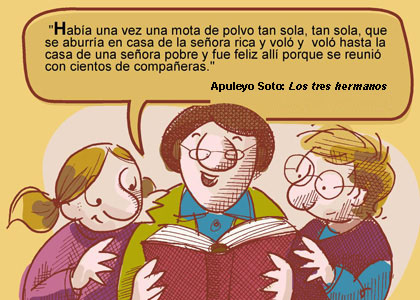 "Había una vez una mota de polvo tan sola, tan sola, que
se aburría en casa de la señora rica y voló y voló hasta la
casa de una señora pobre y fue feliz allí porque se reunió
con cientos de compañeras."
Apuleyo Soto: Los tres hermanos